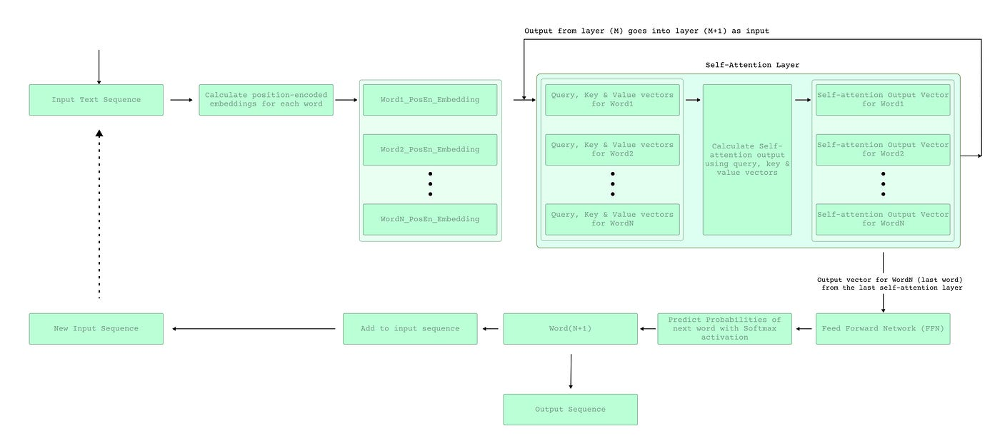 Output from layer (M) goes into layer (M+1) as input
Self-Attention Layer
Input Text Sequence
Calculate position-encoded
embeddings for each word
Word1_PosEn_Embedding
Query, Key & Value vectors
for Word1
Self-attention Output Vector
for Word1
Word2_PosEn_Embedding
Query, Key & Value vectors
for Word2
Calculate Self-
attention output
using query, key &
value vectors
Self-attention Output Vector
for Word2
WordN_PosEn_Embedding
Query, Key & Value vectors
for WordN
Self-attention Output Vector
for WordN
Output vector for WordN (last word)
from the last self-attention layer
New Input Sequence
Add to input sequence
Word(N+1)
Predict Probabilities of
next word with Softmax
activation
Feed Forward Network (FFN)
Output Sequence